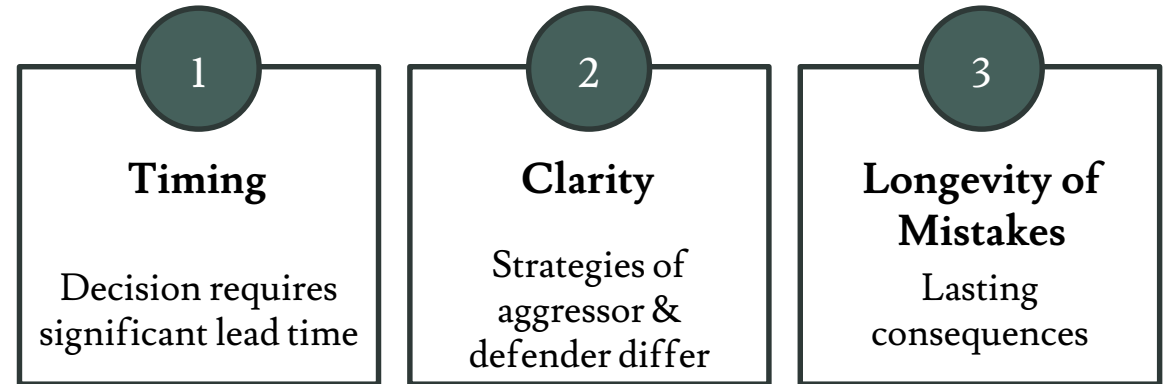 1
Timing
Decision requires
significant lead time
2
Clarity
Strategies of
aggressor &
defender differ
3
Longevity of
Mistakes
Lasting
consequences